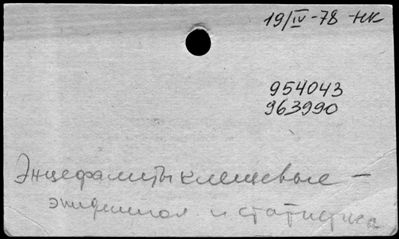 19/IV-78 -НК
954043
963990
Энцефалиты клещевые -
эпидемиол. и статистика